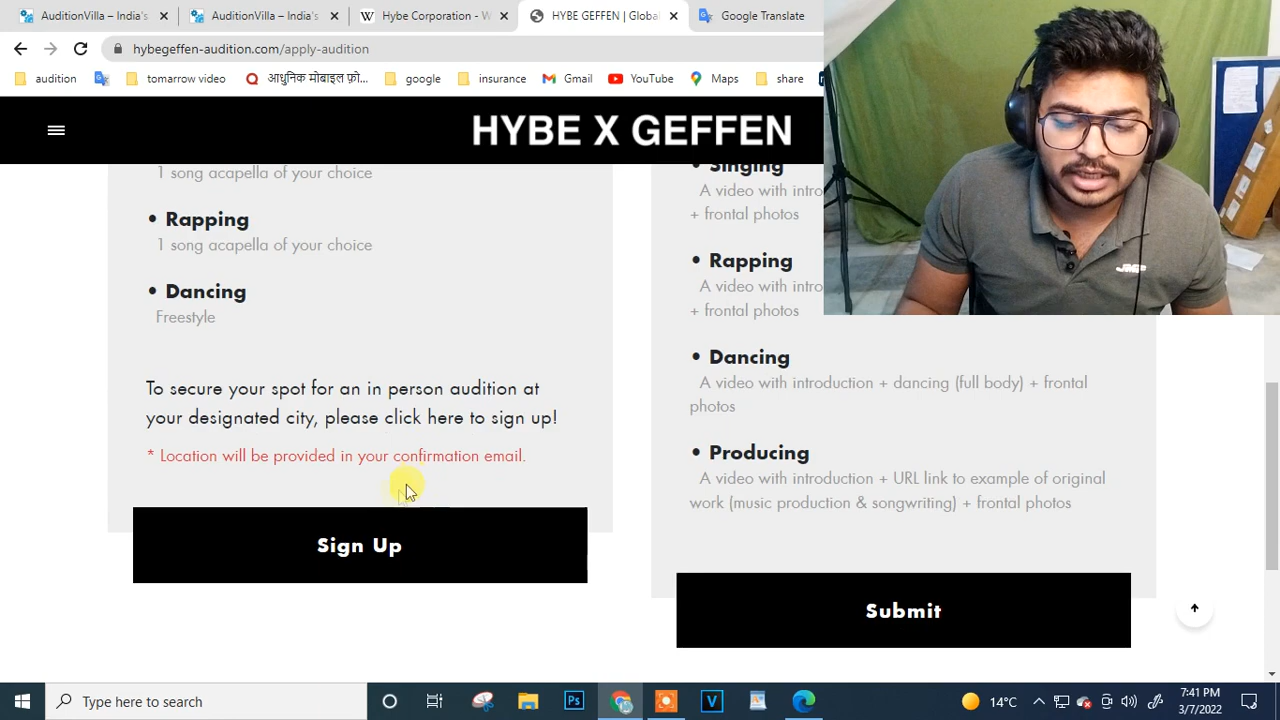 AuditionVilla – India's
AuditionVilla – India's
Hybe Corporation - W
HYBE GEFFEN | Global
Google Translate
hybegeffen-audition.com/apply-audition
audition
tomarrow video
आधुनिक मोबाइल फ़ो...
google
insurance
Gmail
YouTube
Maps
share
HYBE X GEFFEN
1 song acapella of your choice
• Rapping
1 song acapella of your choice
• Dancing
Freestyle
To secure your spot for an in person audition at
your designated city, please click here to sign up!
* Location will be provided in your confirmation email.
Sign Up
• Singing
A video with intro
+ frontal photos
• Rapping
A video with intro
+ frontal photos
• Dancing
A video with introduction + dancing (full body) + frontal
photos
• Producing
A video with introduction + URL link to example of original
work (music production & songwriting) + frontal photos
Submit
Type here to search
Ps
V
14°C
7:41 PM
3/7/2022